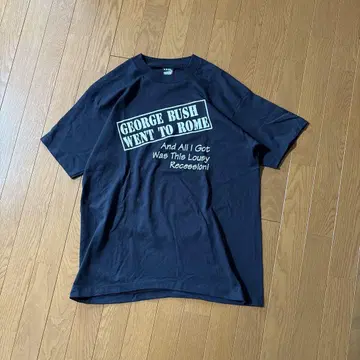 GEORGE BUSH
WENT TO ROME
And All I Got
Was This Lousy
Recession!